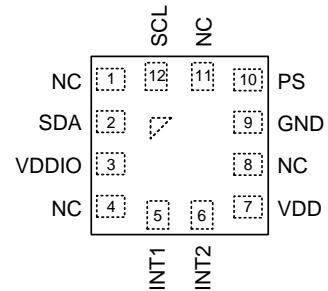 SCL NC
NC 1 12 11 10 PS
SDA 2 9 GND
VDDIO 3 8 NC
NC 4 5 6 7 VDD
INT1 INT2